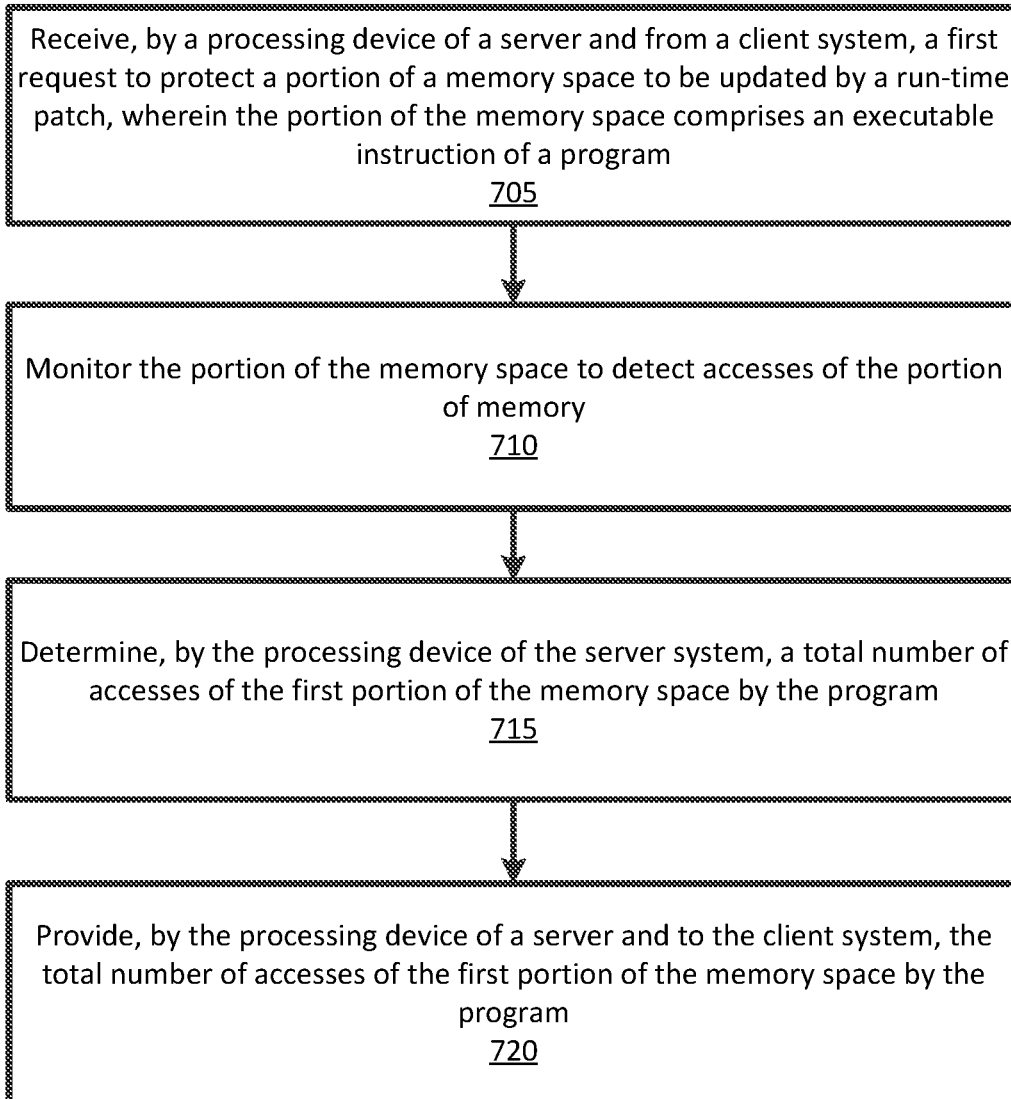 Receive, by a processing device of a server and from a client system, a first
request to protect a portion of a memory space to be updated by a run-time
patch, wherein the portion of the memory space comprises an executable
instruction of a program
705
Monitor the portion of the memory space to detect accesses of the portion
of memory
710
Determine, by the processing device of the server system, a total number of
accesses of the first portion of the memory space by the program
715
Provide, by the processing device of a server and to the client system, the
total number of accesses of the first portion of the memory space by the
program
720